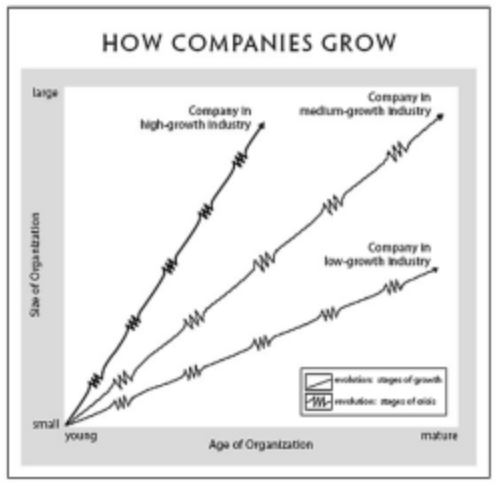 HOW COMPANIES GROW
large
Company in
high-growth industry
Company in
medium-growth industry
Company in
low-growth industry
Size of Organization
evolution: stages of growth
revolution: stages of crisis
small
young
mature
Age of Organization